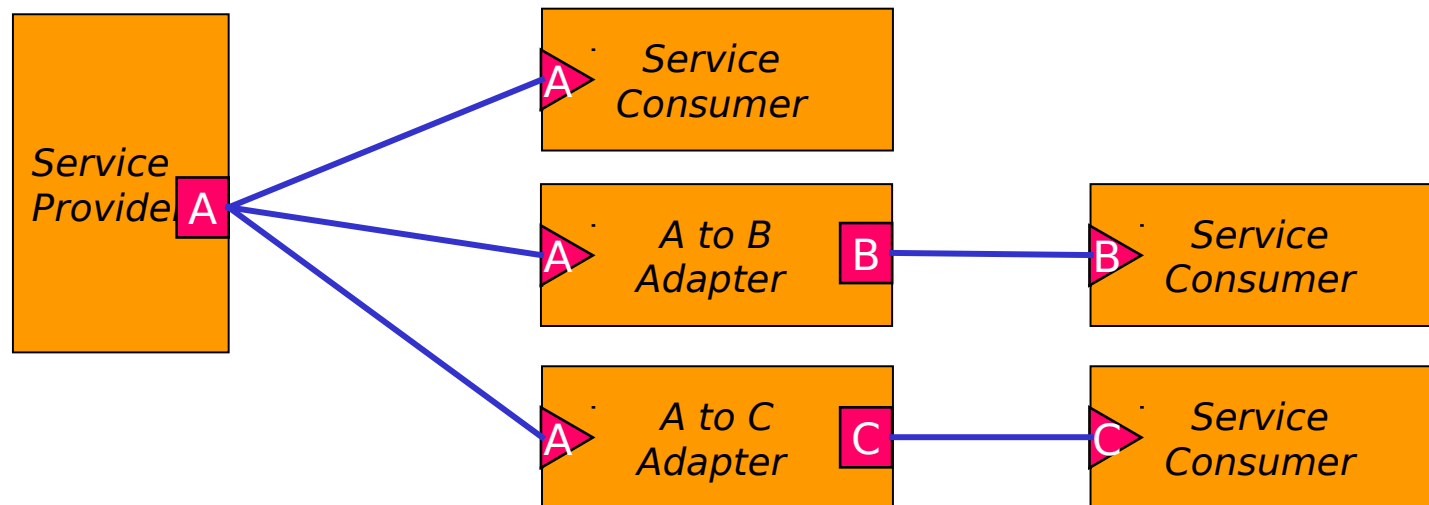 Service
Provider
A
A
Service
Consumer
A
A to B
Adapter
B
B
Service
Consumer
A
A to C
Adapter
C
C
Service
Consumer